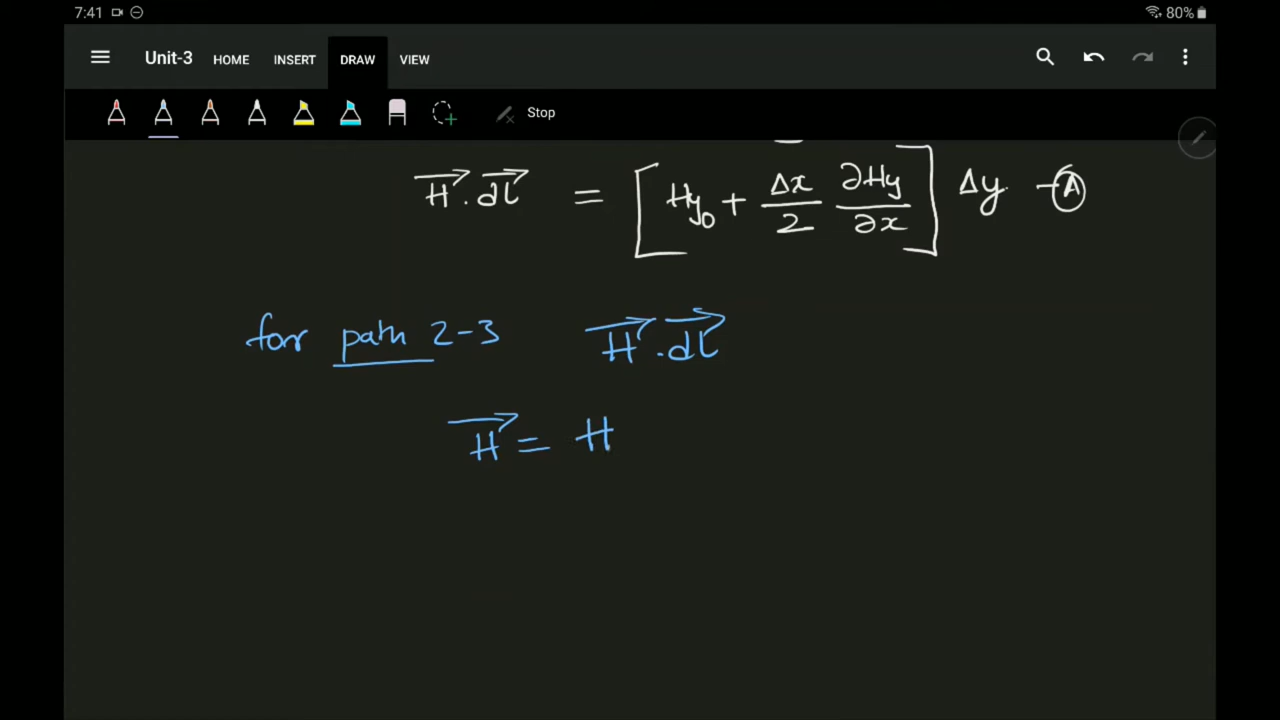 7:41 80%
Unit-3 HOME INSERT DRAW VIEW
Stop
H⃗ . dl⃗ = [Hy₀ + Δx/2 ∂Hy/∂x] Δy -Ⓐ
for path 2-3 H⃗ . dl⃗
H⃗ = H